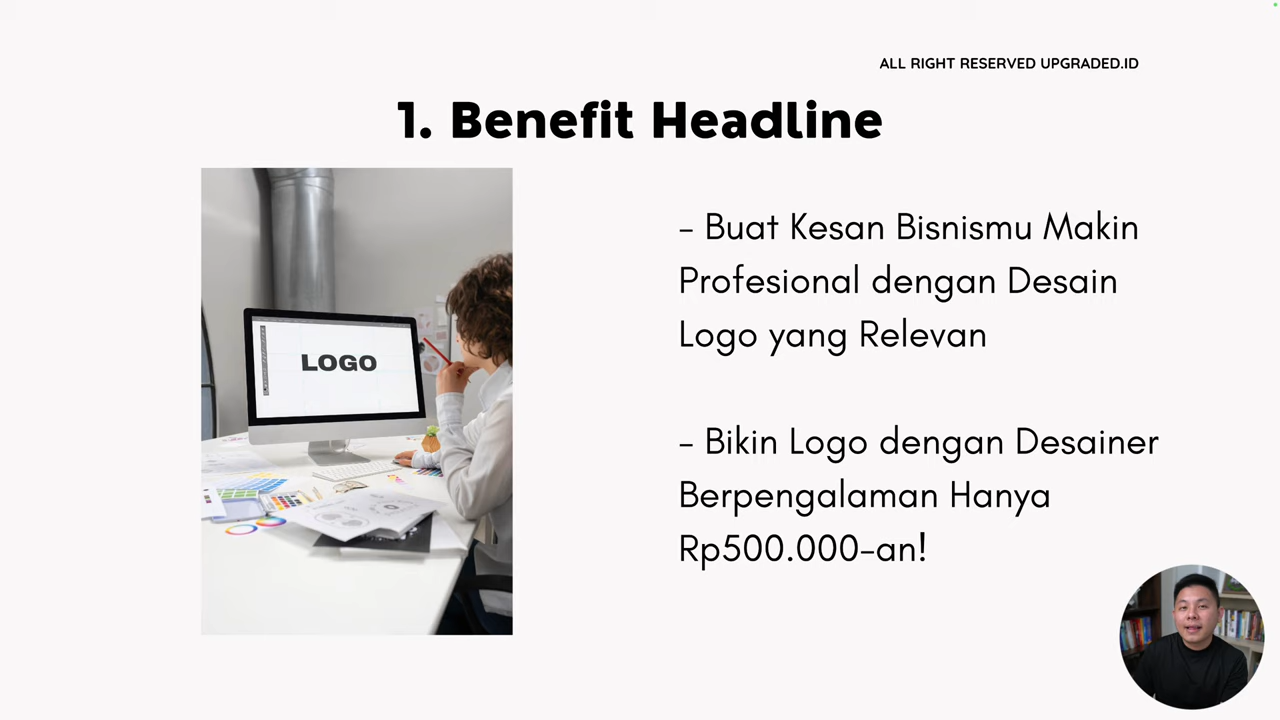 ALL RIGHT RESERVED UPGRADED.ID
1. Benefit Headline
LOGO
- Buat Kesan Bisnismu Makin
Profesional dengan Desain
Logo yang Relevan
- Bikin Logo dengan Desainer
Berpengalaman Hanya
Rp500.000-an!